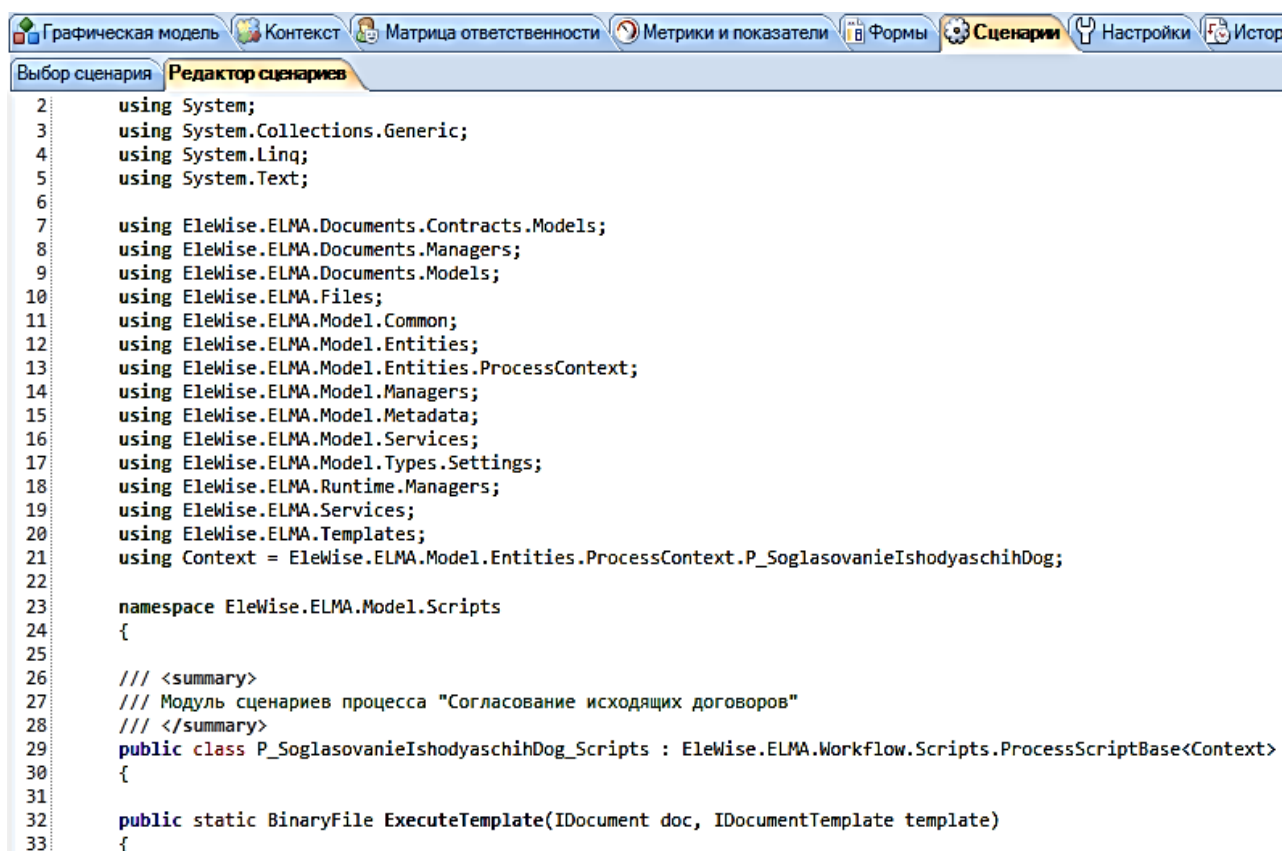 Графическая модель Контекст Матрица ответственности Метрики и показатели Формы Сценарии Настройки Истор
Выбор сценария Редактор сценариев
2 using System;
3 using System.Collections.Generic;
4 using System.Linq;
5 using System.Text;
6
7 using EleWise.ELMA.Documents.Contracts.Models;
8 using EleWise.ELMA.Documents.Managers;
9 using EleWise.ELMA.Documents.Models;
10 using EleWise.ELMA.Files;
11 using EleWise.ELMA.Model.Common;
12 using EleWise.ELMA.Model.Entities;
13 using EleWise.ELMA.Model.Entities.ProcessContext;
14 using EleWise.ELMA.Model.Managers;
15 using EleWise.ELMA.Model.Metadata;
16 using EleWise.ELMA.Model.Services;
17 using EleWise.ELMA.Model.Types.Settings;
18 using EleWise.ELMA.Runtime.Managers;
19 using EleWise.ELMA.Services;
20 using EleWise.ELMA.Templates;
21 using Context = EleWise.ELMA.Model.Entities.ProcessContext.P_SoglasovanieIshodyaschihDog;
22
23 namespace EleWise.ELMA.Model.Scripts
24 {
25
26 /// <summary>
27 /// Модуль сценариев процесса "Согласование исходящих договоров"
28 /// </summary>
29 public class P_SoglasovanieIshodyaschihDog_Scripts : EleWise.ELMA.Workflow.Scripts.ProcessScriptBase<Context>
30 {
31
32 public static BinaryFile ExecuteTemplate(IDocument doc, IDocumentTemplate template)
33 {